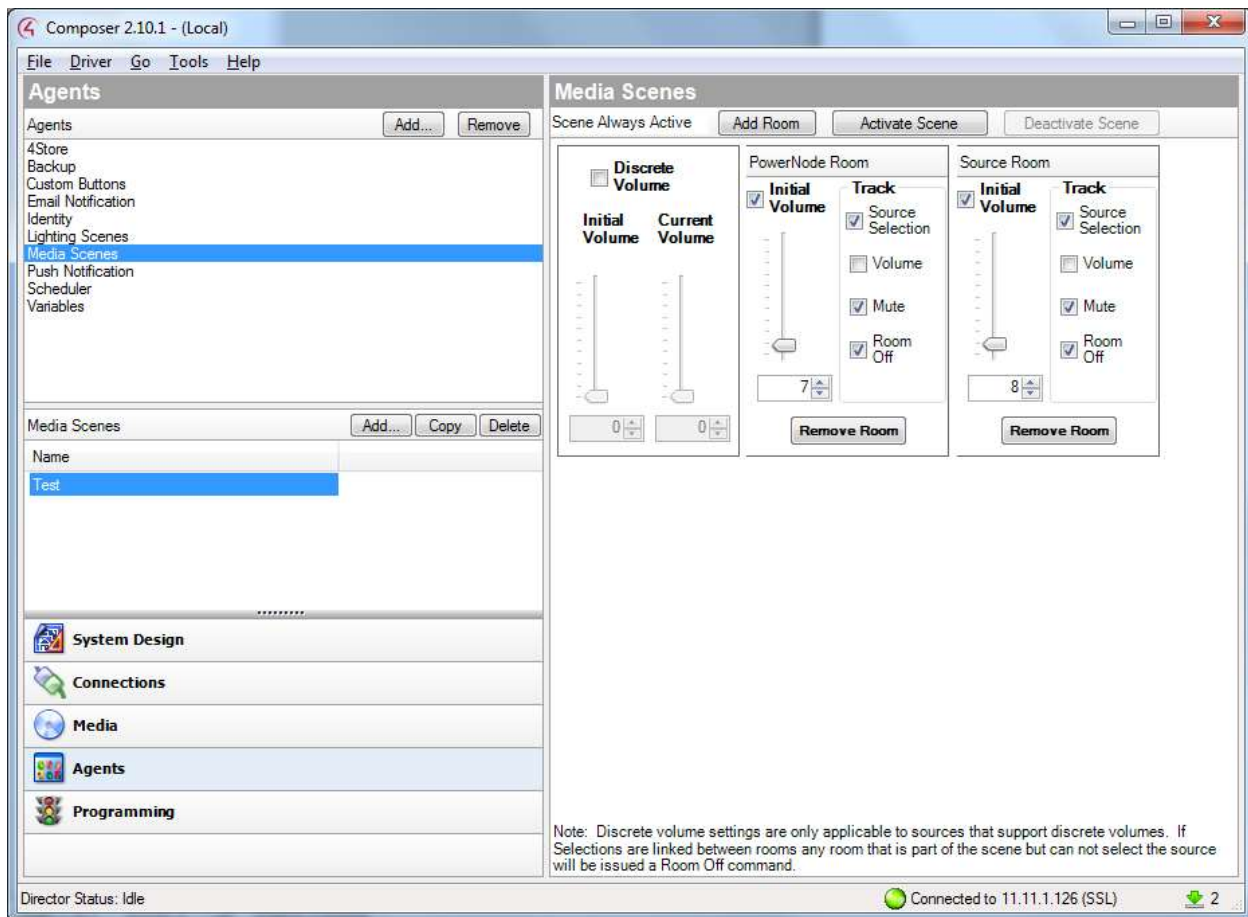 Composer 2.10.1 - (Local)
File Driver Go Tools Help
Agents
Agents Add... Remove
4Store
Backup
Custom Buttons
Email Notification
Identity
Lighting Scenes
Media Scenes
Push Notification
Scheduler
Variables
Media Scenes Add... Copy Delete
Name
Test
System Design
Connections
Media
Agents
Programming
Media Scenes
Scene Always Active Add Room Activate Scene Deactivate Scene
Discrete
Volume
Initial Current
Volume Volume
0 0
PowerNode Room
Initial
Volume
Track
Source
Selection
Volume
Mute
Room
Off
7
Remove Room
Source Room
Initial
Volume
Track
Source
Selection
Volume
Mute
Room
Off
8
Remove Room
Note: Discrete volume settings are only applicable to sources that support discrete volumes. If
Selections are linked between rooms any room that is part of the scene but can not select the source
will be issued a Room Off command.
Director Status: Idle Connected to 11.11.1.126 (SSL) 2